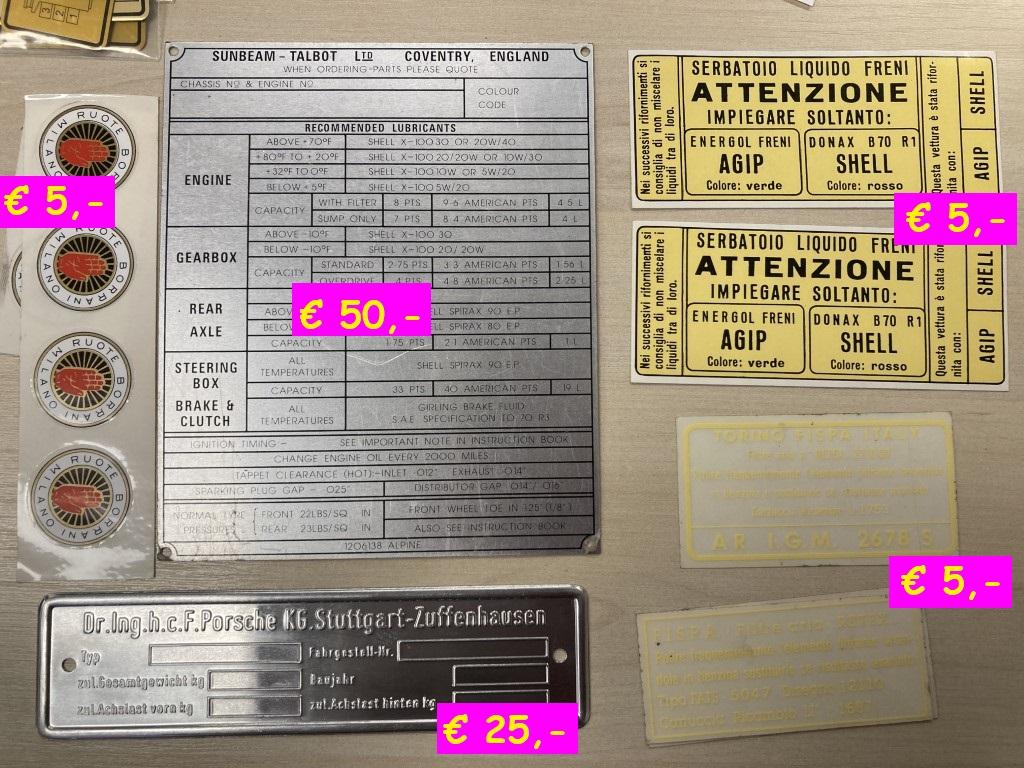 3 2 1
RUOTE BORRANI MILANO
€ 5,-
RUOTE BORRANI MILANO
RUOTE BORRANI MILANO
RUOTE BORRANI MILANO
SUNBEAM - TALBOT LTD COVENTRY, ENGLAND
WHEN ORDERING PARTS PLEASE QUOTE
CHASSIS NO & ENGINE NO
COLOUR
CODE
RECOMMENDED LUBRICANTS
ENGINE
ABOVE +70°F SHELL X-100 30 OR 20W/40
+80°F TO +20°F SHELL X-100 20/20W OR 10W/30
+32°F TO 0°F SHELL X-100 10W OR 5W/20
BELOW +5°F SHELL X-100 5W/20
CAPACITY WITH FILTER 8 PTS 9·6 AMERICAN PTS 4·5 L
SUMP ONLY 7 PTS 8·4 AMERICAN PTS 4 L
GEARBOX
ABOVE -10°F SHELL X-100 30
BELOW -10°F SHELL X-100 20/20W
CAPACITY STANDARD 2·75 PTS 3·3 AMERICAN PTS 1·56 L
OVERDRIVE 4 PTS 4·8 AMERICAN PTS 2·25 L
REAR
AXLE
€ 50,-
SPIRAX 90 E.P.
SPIRAX 80 E.P.
CAPACITY 1·75 PTS 2·1 AMERICAN PTS 1 L
STEERING
BOX
ALL
TEMPERATURES
SHELL SPIRAX 90 E.P.
CAPACITY ·33 PTS ·40 AMERICAN PTS ·19 L
BRAKE &
CLUTCH
ALL
TEMPERATURES
GIRLING BRAKE FLUID
S.A.E. SPECIFICATION TO 70 R3
IGNITION TIMING - SEE IMPORTANT NOTE IN INSTRUCTION BOOK
CHANGE ENGINE OIL EVERY 2000 MILES
TAPPET CLEARANCE (HOT):-INLET ·012" EXHAUST ·014"
SPARKING PLUG GAP - ·025" DISTRIBUTOR GAP ·014"/·016"
NORMAL TYRE
PRESSURES
FRONT 22LBS/SQ IN
REAR 23LBS/SQ IN
FRONT WHEEL TOE IN ·125"(1/8")
ALSO SEE INSTRUCTION BOOK
1206138 ALPINE
Nei successivi rifornimenti si
consiglia di non miscelare i
liquidi tra di loro.
SERBATOIO LIQUIDO FRENI
ATTENZIONE
IMPIEGARE SOLTANTO:
ENERGOL FRENI
AGIP
Colore: verde
DONAX B70 R1
SHELL
Colore: rosso
Questa vettura è stata rifor-
nita con:
AGIP
SHELL
€ 5,-
Nei successivi rifornimenti si
consiglia di non miscelare i
liquidi tra di loro.
SERBATOIO LIQUIDO FRENI
ATTENZIONE
IMPIEGARE SOLTANTO:
ENERGOL FRENI
AGIP
Colore: verde
DONAX B70 R1
SHELL
Colore: rosso
Questa vettura è stata rifor-
nita con:
AGIP
SHELL
TORINO FISPA ITALY
AR I.G.M. 2678 S
€ 5,-
FISPA
Dr.Ing.h.c.F.Porsche KG.Stuttgart-Zuffenhausen
Typ
Fahrgestell-Nr.
zul.Gesamtgewicht kg
Baujahr
zul.Achslast vorn kg
zul.Achslast hinten kg
€ 25,-